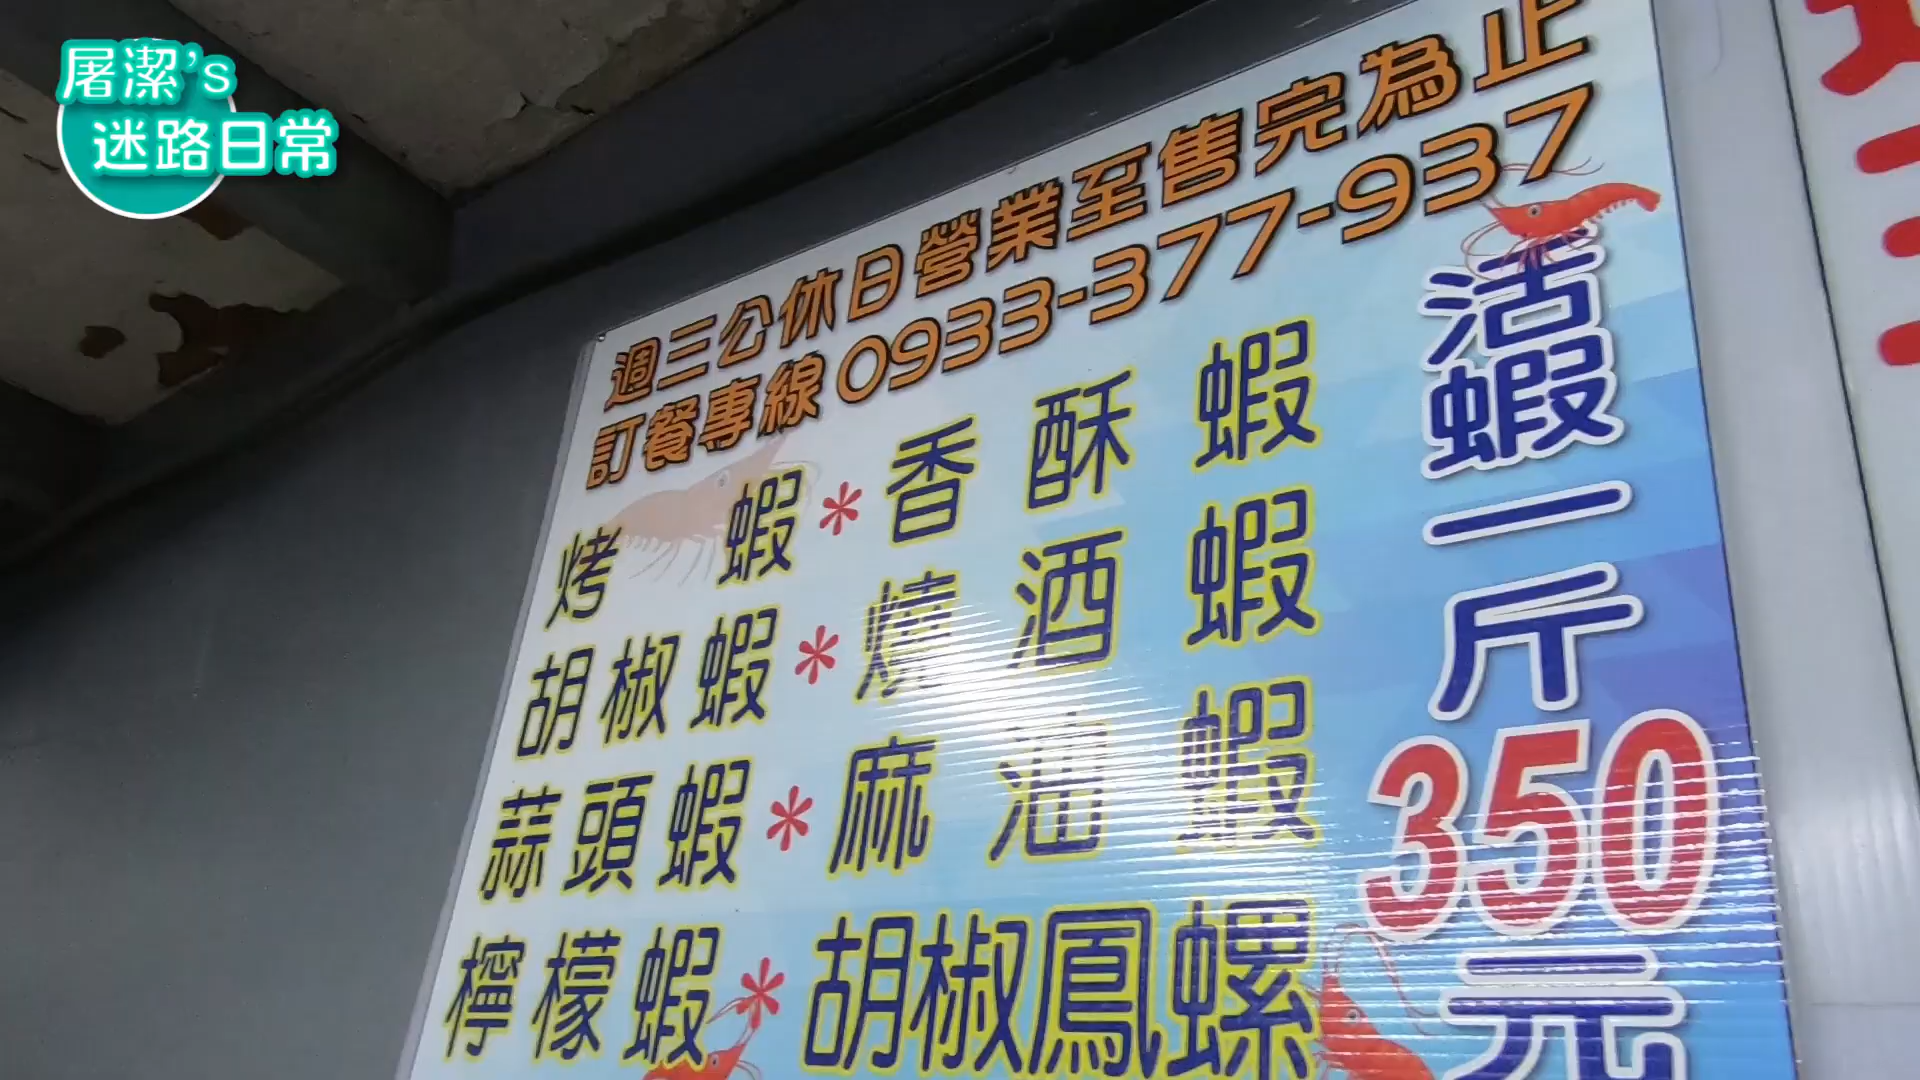 屠潔's
迷路日常
週三公休日營業至售完為止
訂餐專線0933-377-937
烤蝦*香酥蝦
胡椒蝦*燒酒蝦
蒜頭蝦*麻油蝦
檸檬蝦*胡椒鳳螺
活蝦一斤350元